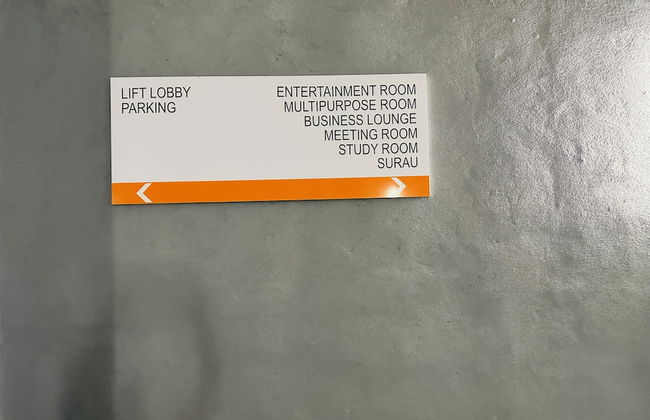 LIFT LOBBY
PARKING
ENTERTAINMENT ROOM
MULTIPURPOSE ROOM
BUSINESS LOUNGE
MEETING ROOM
STUDY ROOM
SURAU